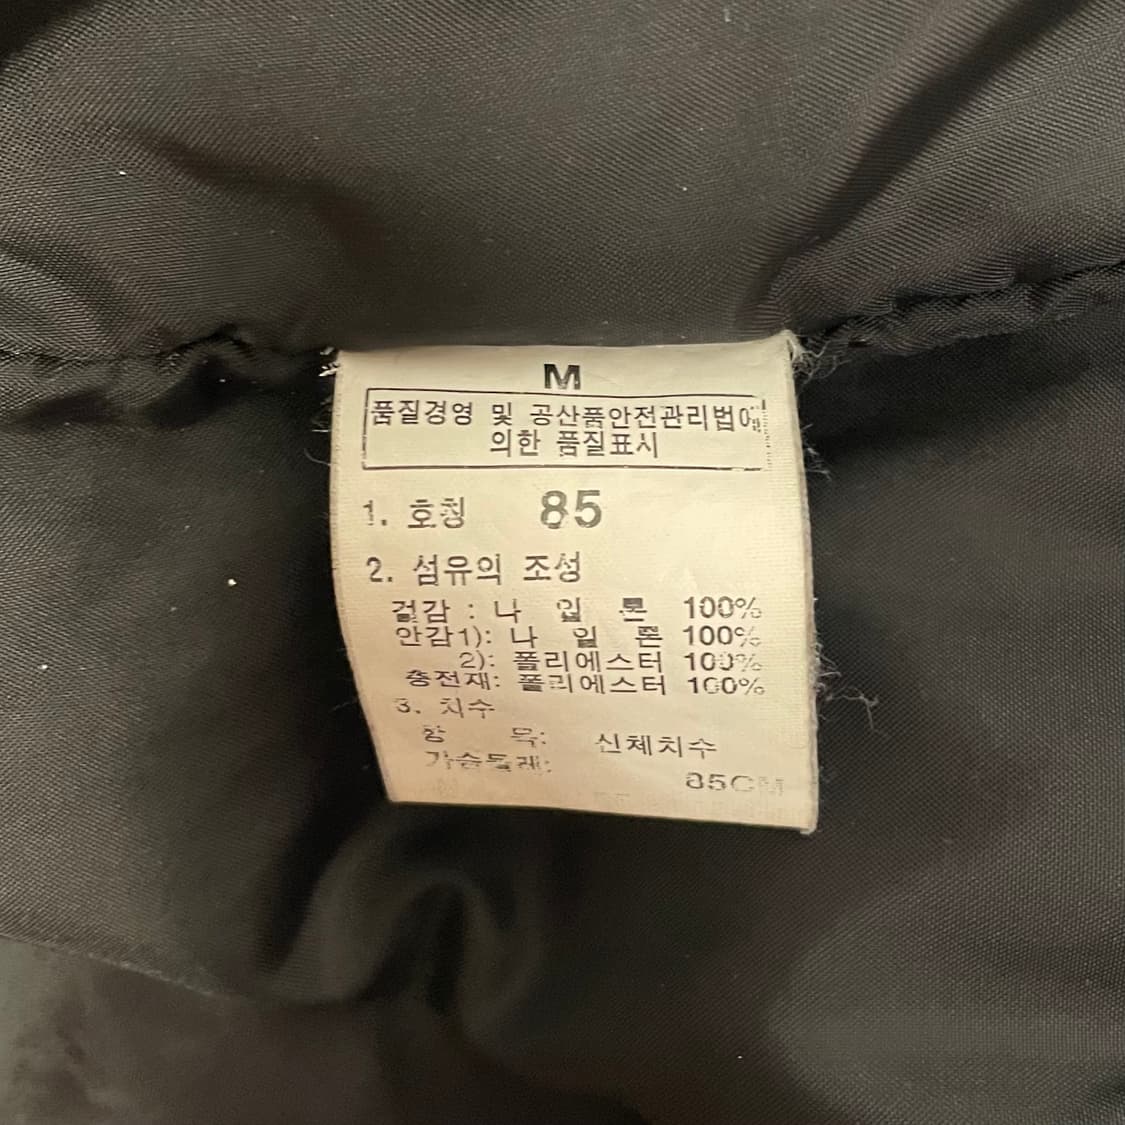 M
품질경영 및 공산품안전관리법에
의한 품질표시
1. 호칭 85
2. 섬유의 조성
겉감 : 나 일 론 100%
안감1): 나 일 론 100%
2): 폴리에스터 100%
충전재: 폴리에스터 100%
3. 치수
항 목: 신체치수
가슴둘레:
85CM